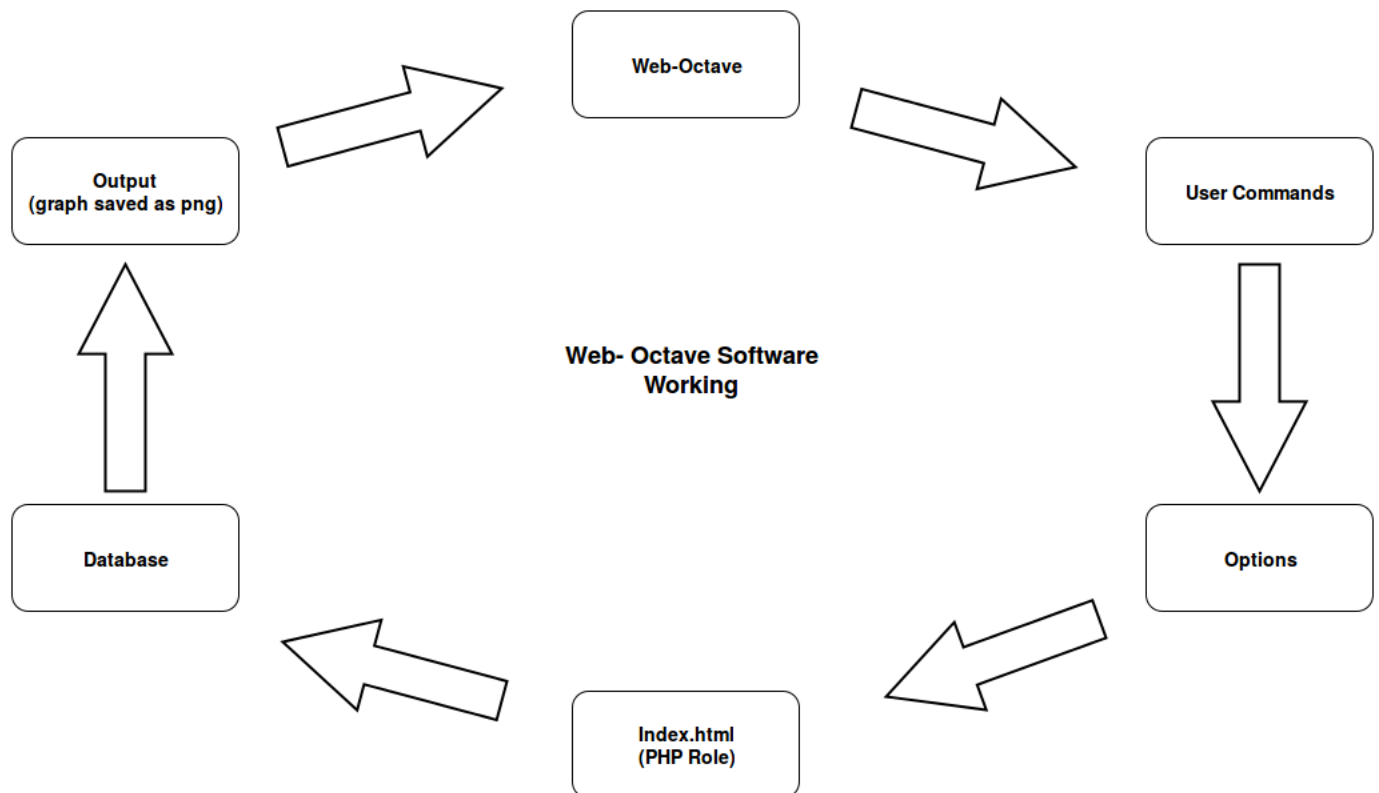 Web-Octave
Output
(graph saved as png)
User Commands
Web- Octave Software
Working
Database
Options
Index.html
(PHP Role)